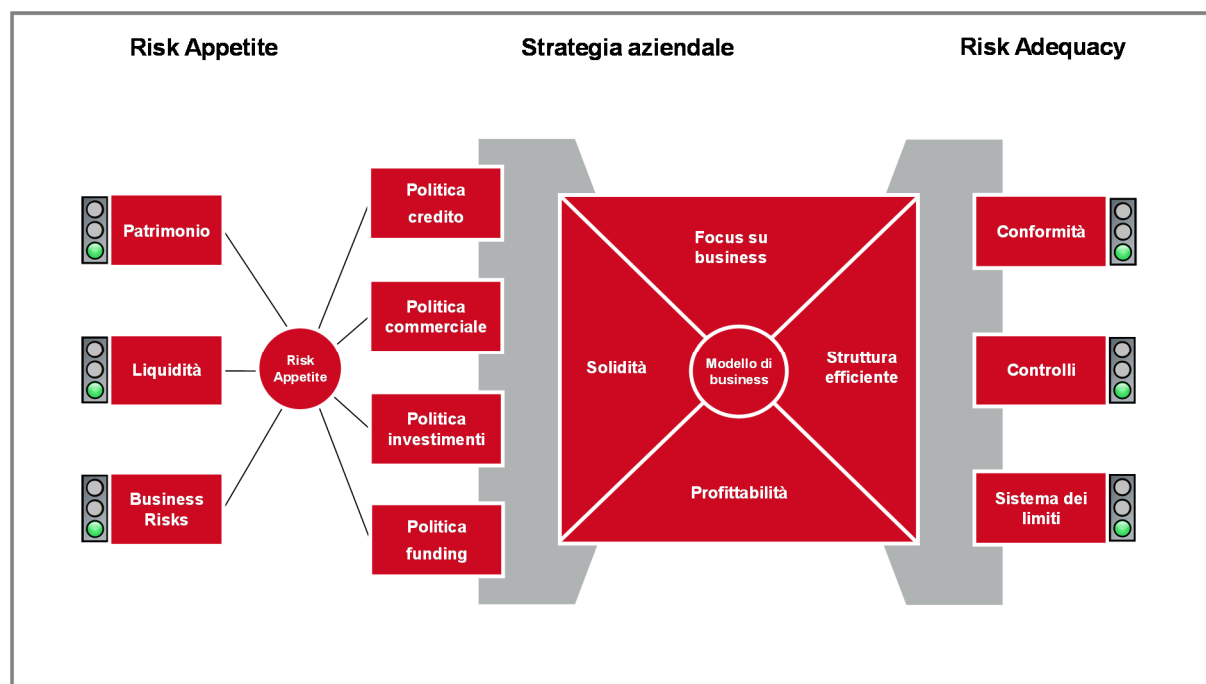 Risk Appetite
Strategia aziendale
Risk Adequacy
Patrimonio
Liquidità
Business
Risks
Risk
Appetite
Politica
credito
Politica
commerciale
Politica
investimenti
Politica
funding
Focus su
business
Solidità
Modello di
business
Struttura
efficiente
Profittabilità
Conformità
Controlli
Sistema dei
limiti